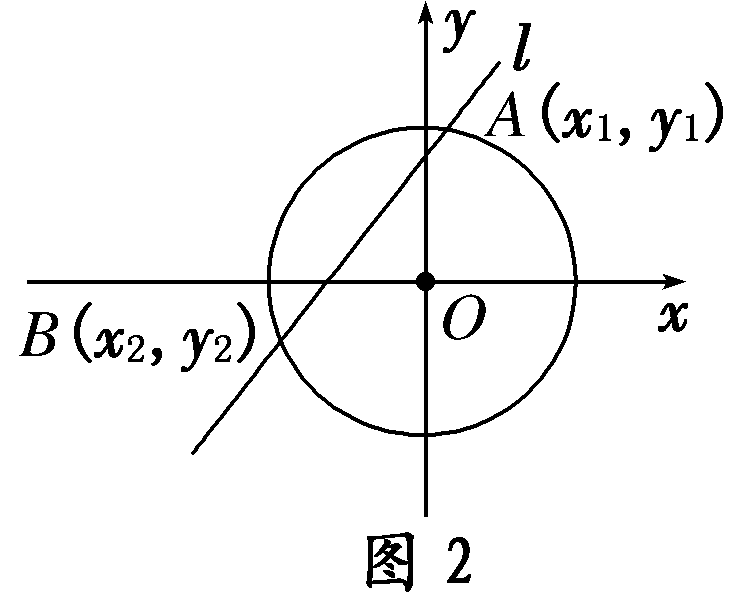 y
l
A(x₁, y₁)
O
x
B(x₂, y₂)
图 2